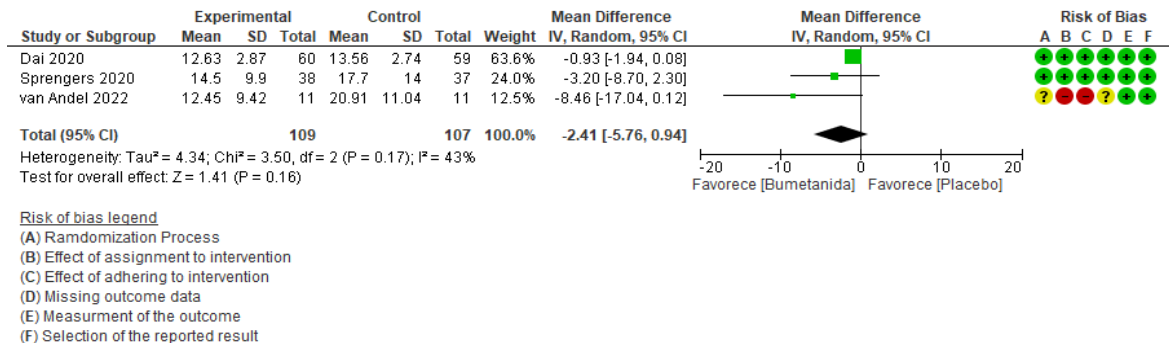 Experimental Control Mean Difference Mean Difference Risk of Bias
Study or Subgroup Mean SD Total Mean SD Total Weight IV, Random, 95% CI IV, Random, 95% CI A B C D E F
Dai 2020 12.63 2.87 60 13.56 2.74 59 63.6% -0.93 [-1.94, 0.08] + + + + + +
Sprengers 2020 14.5 9.9 38 17.7 14 37 24.0% -3.20 [-8.70, 2.30] + + + + + +
van Andel 2022 12.45 9.42 11 20.91 11.04 11 12.5% -8.46 [-17.04, 0.12] ? - - ? + +
Total (95% CI) 109 107 100.0% -2.41 [-5.76, 0.94]
Heterogeneity: Tau² = 4.34; Chi² = 3.50, df = 2 (P = 0.17); I² = 43%
Test for overall effect: Z = 1.41 (P = 0.16)
-20 -10 0 10 20
Favorece [Bumetanida] Favorece [Placebo]
Risk of bias legend
(A) Ramdomization Process
(B) Effect of assignment to intervention
(C) Effect of adhering to intervention
(D) Missing outcome data
(E) Measurment of the outcome
(F) Selection of the reported result